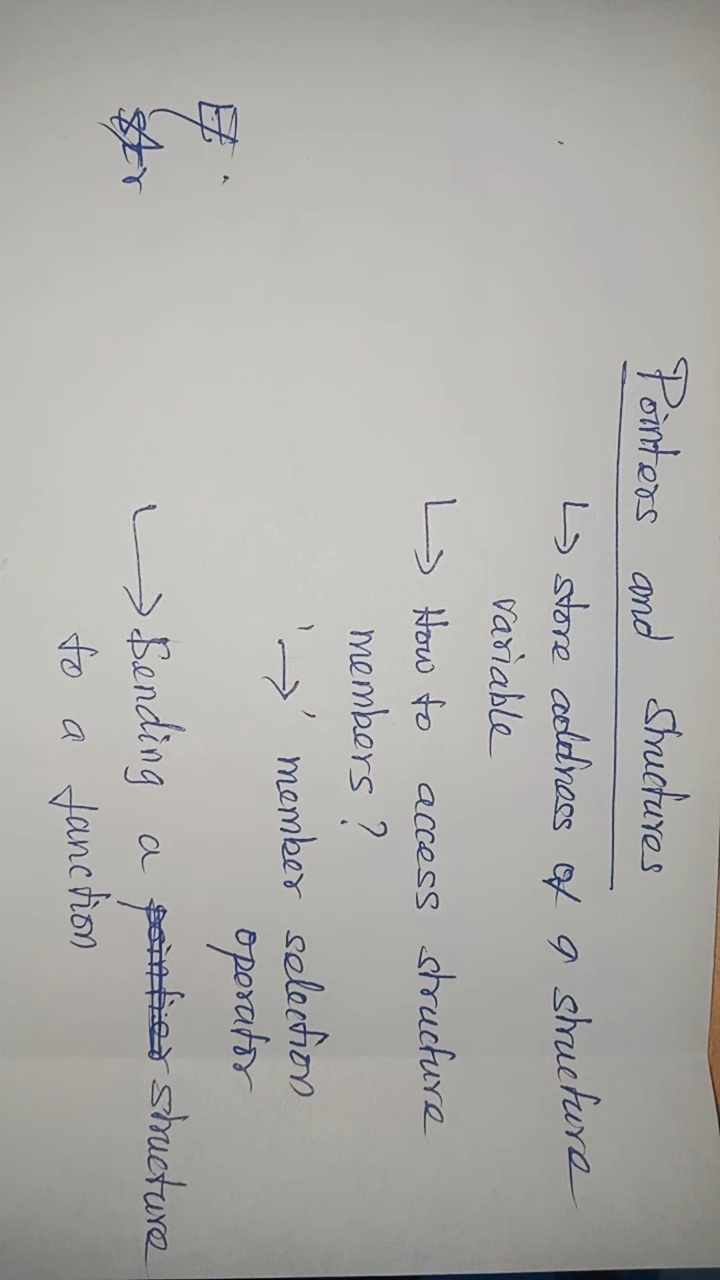 Pointers and structures
↳ store address of a structure
variable
↳ How to access structure
members?
'→' member selection
operator
↳ Sending a structure
to a function